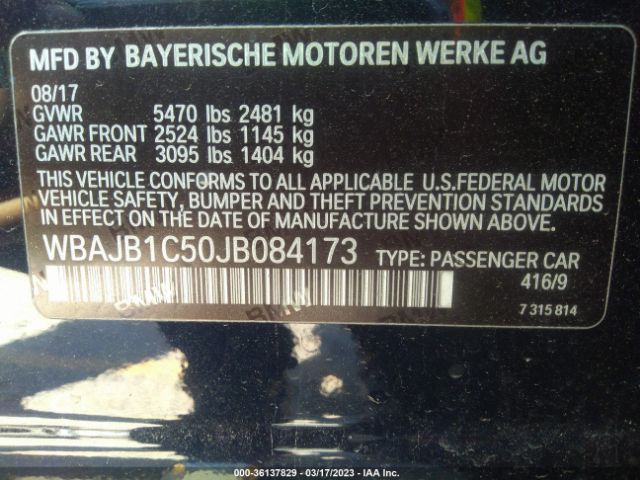 MFD BY BAYERISCHE MOTOREN WERKE AG
08/17
GVWR 5470 lbs 2481 kg
GAWR FRONT 2524 lbs 1145 kg
GAWR REAR 3095 lbs 1404 kg
THIS VEHICLE CONFORMS TO ALL APPLICABLE U.S.FEDERAL MOTOR
VEHICLE SAFETY, BUMPER AND THEFT PREVENTION STANDARDS
IN EFFECT ON THE DATE OF MANUFACTURE SHOWN ABOVE.
WBAJB1C50JB084173 TYPE: PASSENGER CAR
416/9
7 315 814
000-36137829 - 03/17/2023 - IAA Inc.